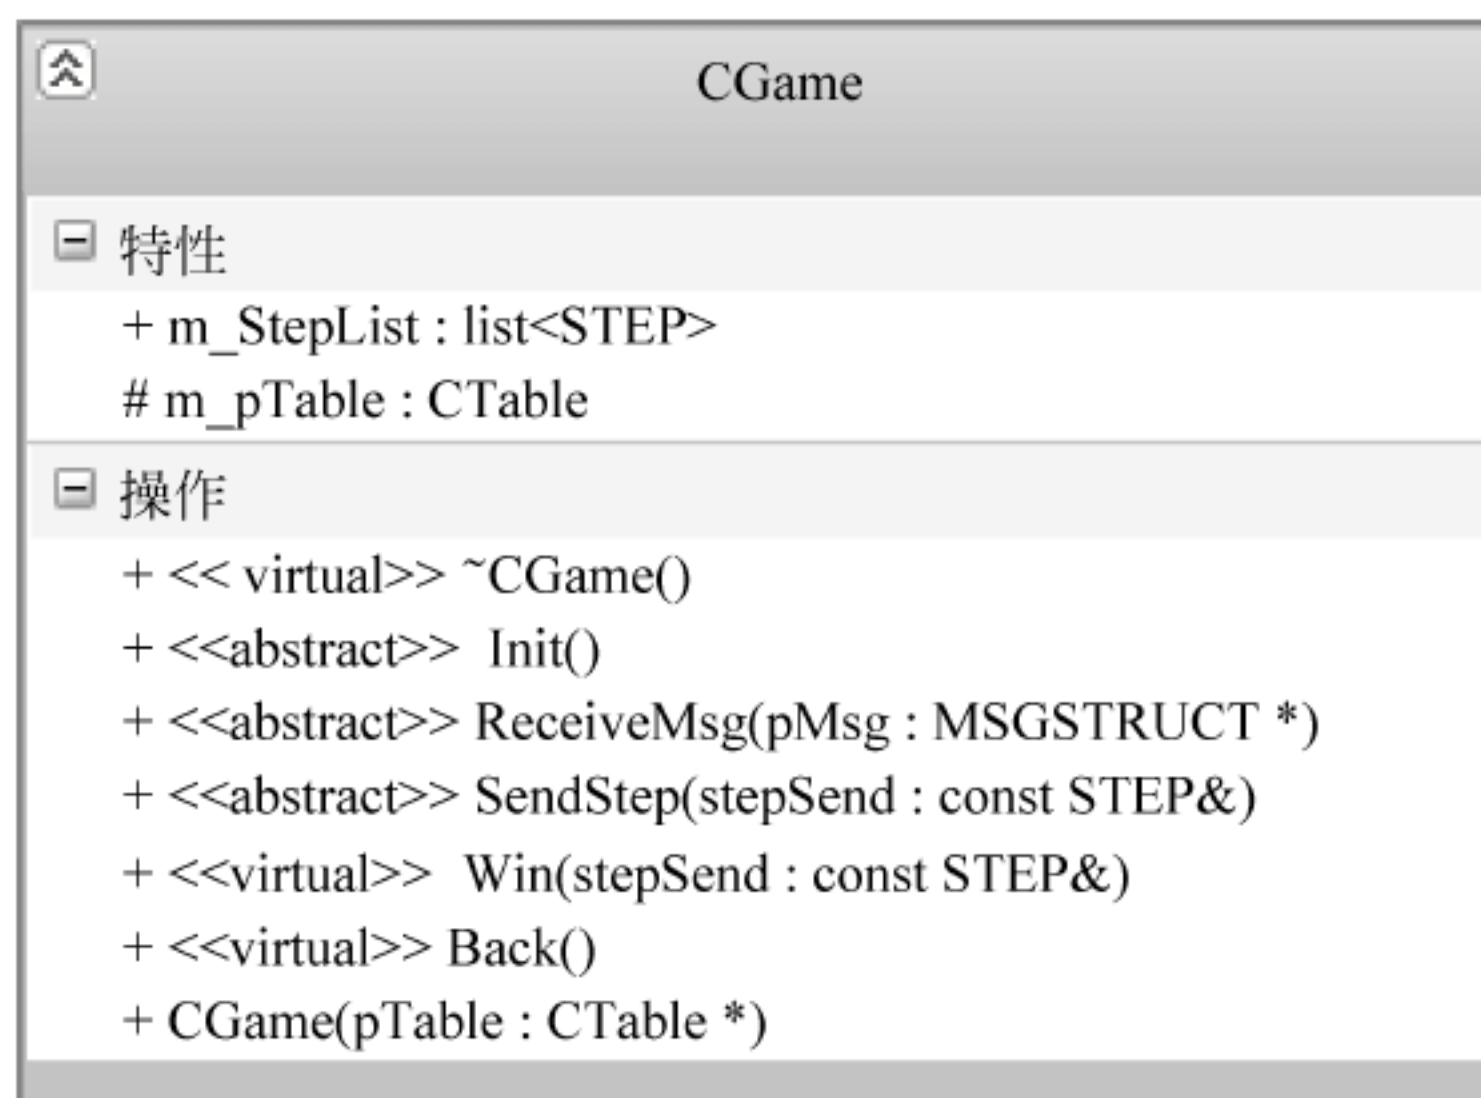 CGame
特性
+ m_StepList : list<STEP>
# m_pTable : CTable
操作
+ << virtual>> ~CGame()
+ <<abstract>> Init()
+ <<abstract>> ReceiveMsg(pMsg : MSGSTRUCT *)
+ <<abstract>> SendStep(stepSend : const STEP&)
+ <<virtual>> Win(stepSend : const STEP&)
+ <<virtual>> Back()
+ CGame(pTable : CTable *)